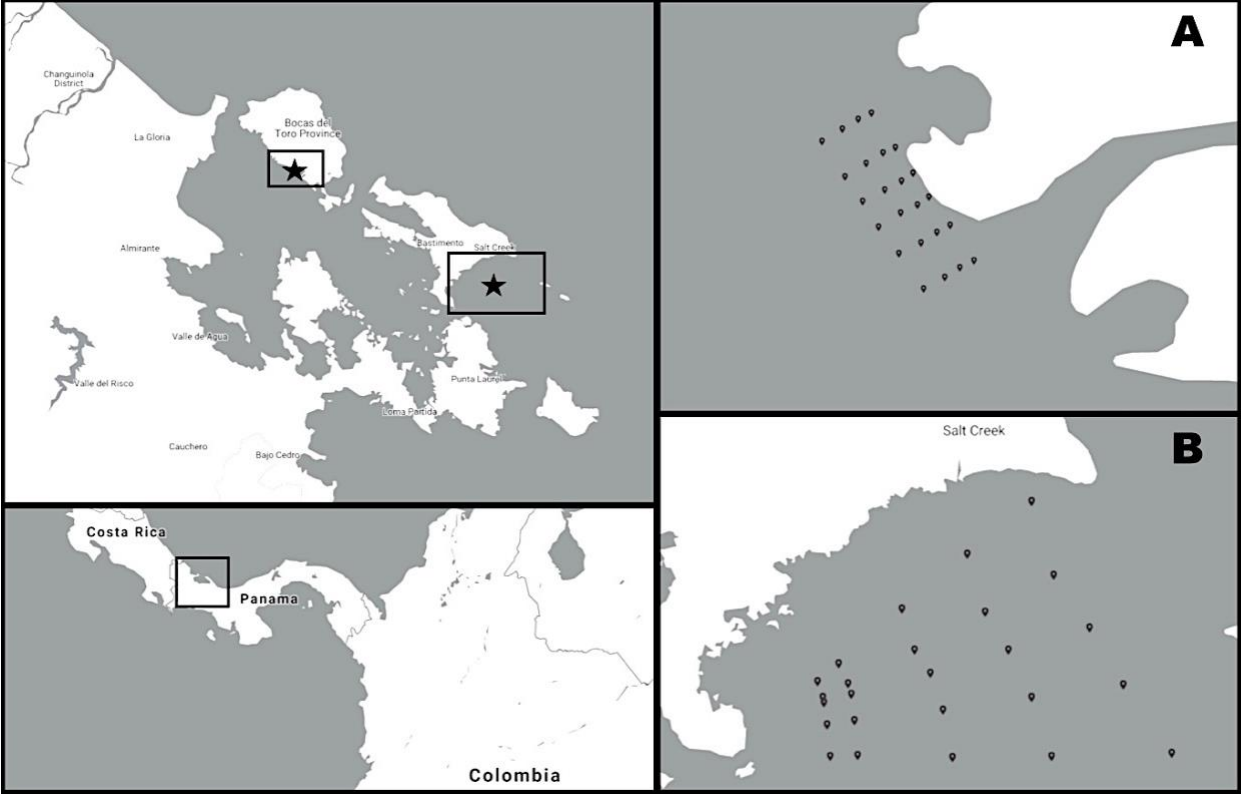 Changuinola
District
La Gloria
Bocas del
Toro Province
Almirante
Bastimento
Salt Creek
Valle de Agua
Valle del Risco
Punta Laurel
Loma Partida
Cauchero
Bajo Cedro
A
Salt Creek
B
Costa Rica
Panama
Colombia